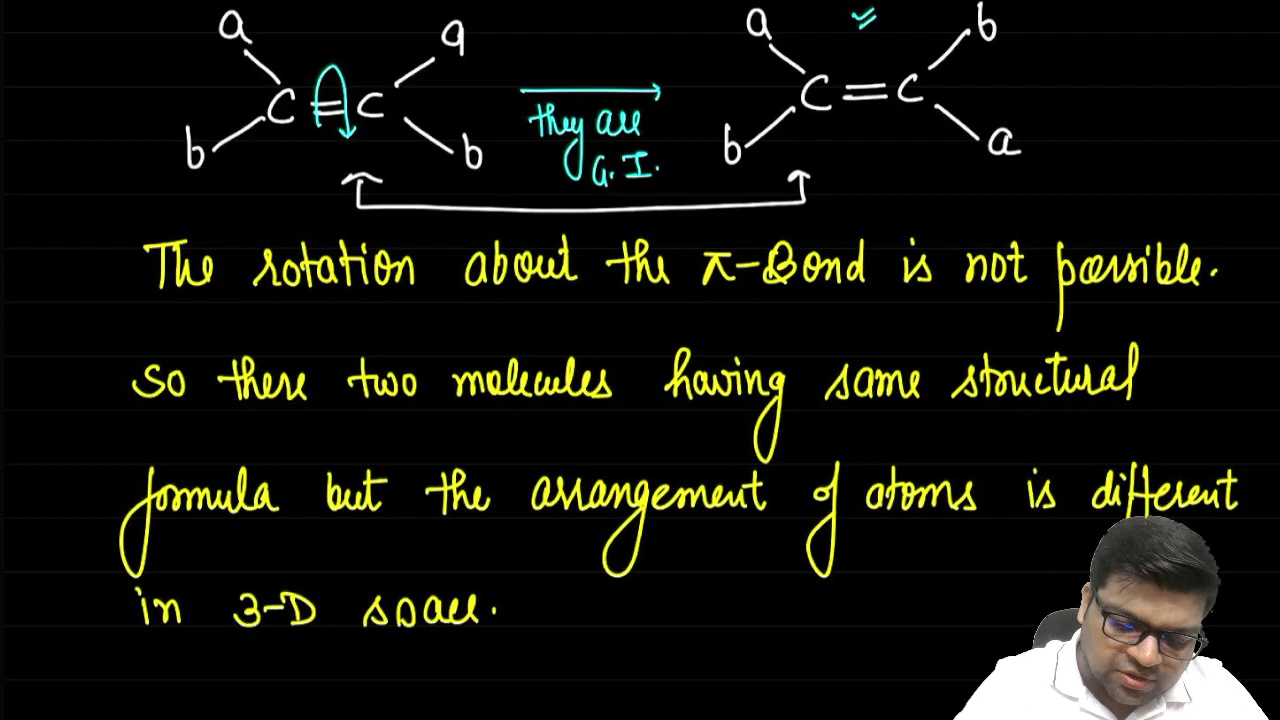 a a a b
C = C they are C = C
b b G.I. b a
The rotation about the π-Bond is not possible.
so these two molecules having same structural
formula but the arrangement of atoms is different
in 3-D space.